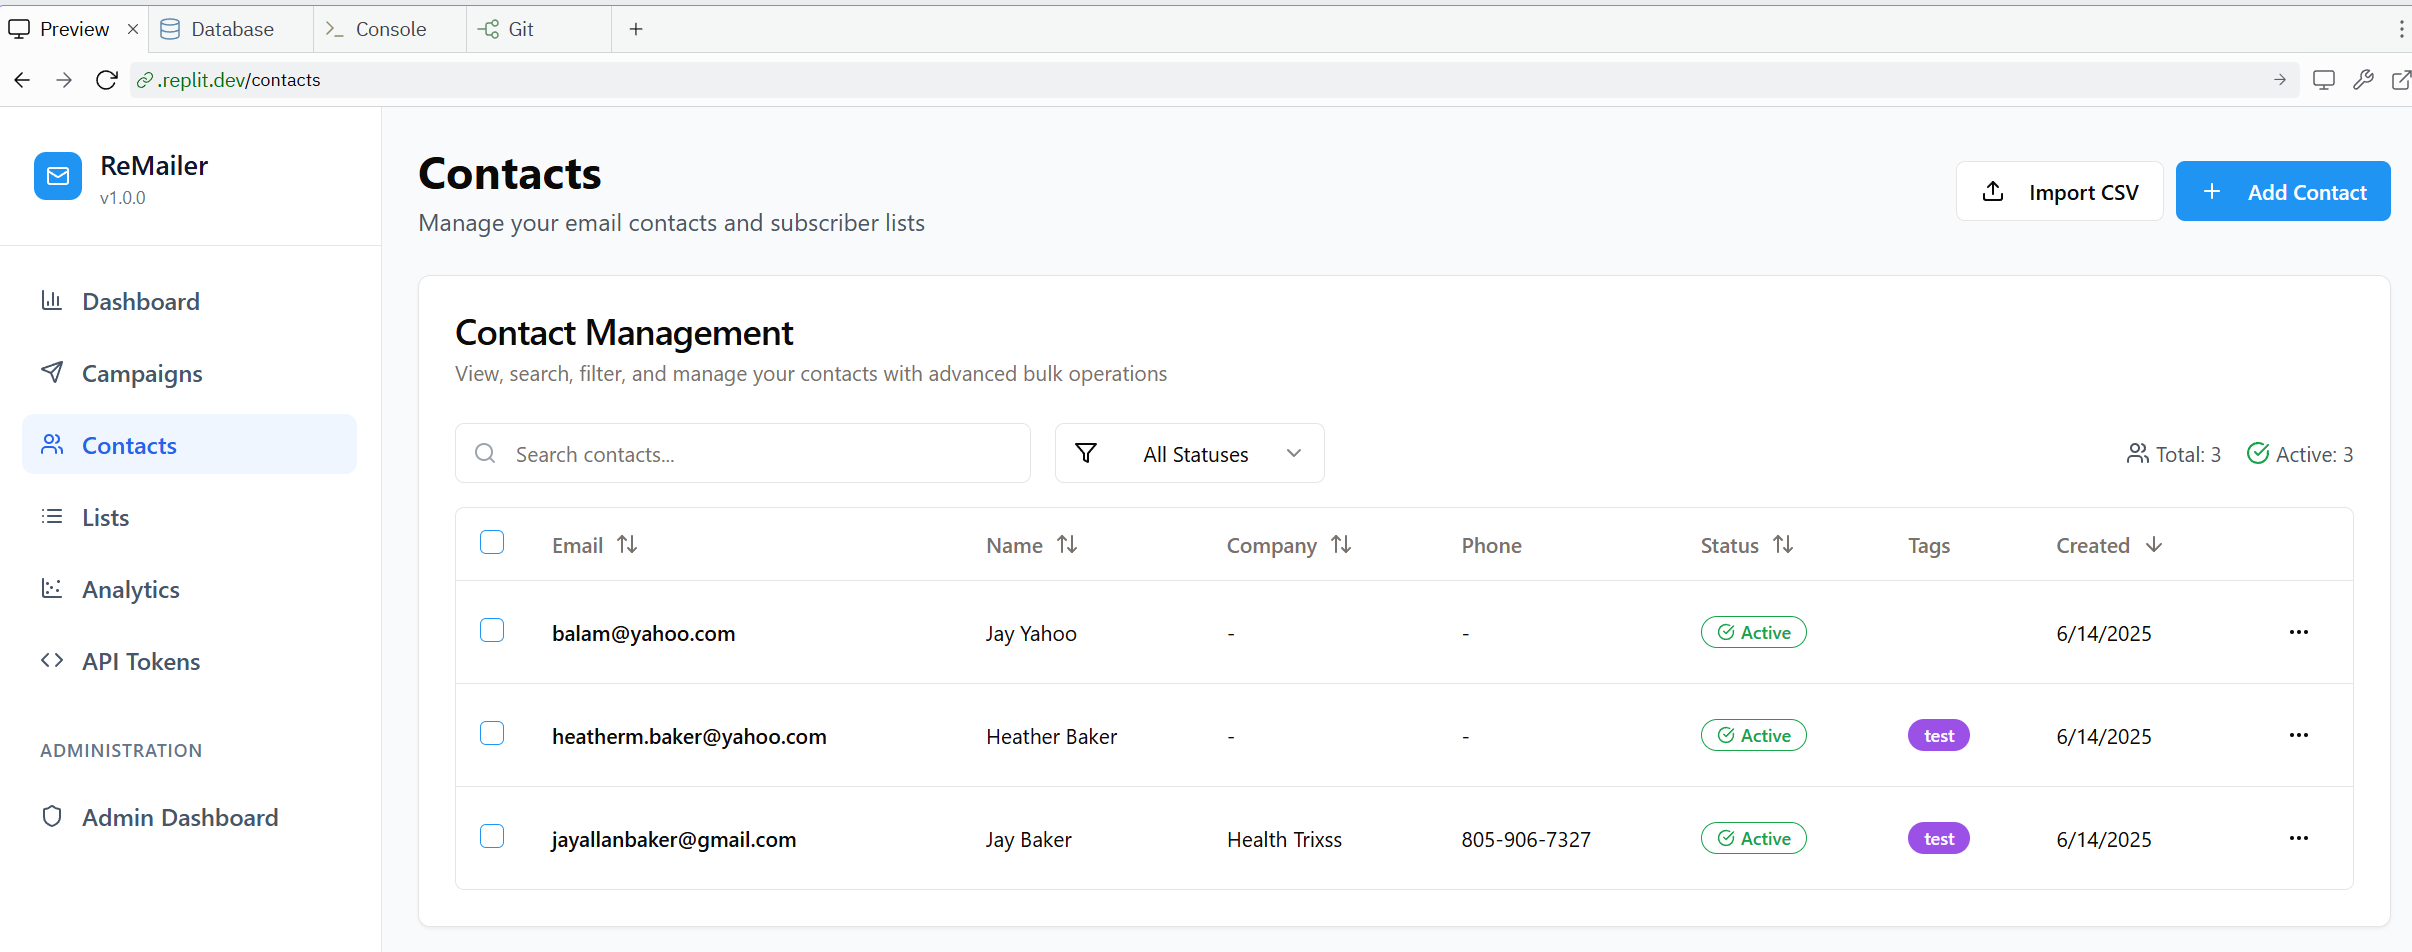 Preview
Database
Console
Git
.replit.dev/contacts
ReMailer
v1.0.0
Dashboard
Campaigns
Contacts
Lists
Analytics
API Tokens
ADMINISTRATION
Admin Dashboard
Contacts
Manage your email contacts and subscriber lists
Import CSV
Add Contact
Contact Management
View, search, filter, and manage your contacts with advanced bulk operations
Search contacts...
All Statuses
Total: 3
Active: 3
Email Name Company Phone Status Tags Created
balam@yahoo.com Jay Yahoo - - Active 6/14/2025
heatherm.baker@yahoo.com Heather Baker - - Active test 6/14/2025
jayallanbaker@gmail.com Jay Baker Health Trixss 805-906-7327 Active test 6/14/2025